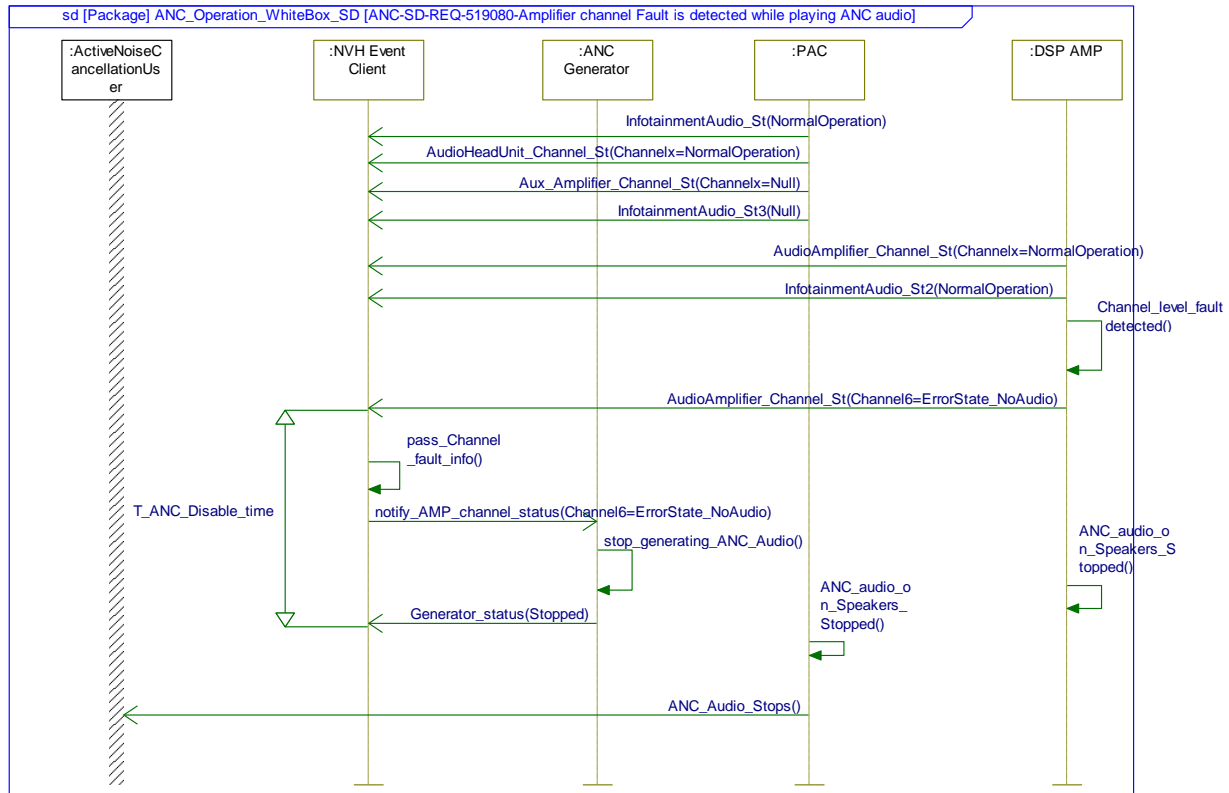 sd [Package] ANC_Operation_WhiteBox_SD [ANC-SD-REQ-519080-Amplifier channel Fault is detected while playing ANC audio]
:ActiveNoiseC
ancellationUs
er
:NVH Event
Client
:ANC
Generator
:PAC
:DSP AMP
InfotainmentAudio_St(NormalOperation)
AudioHeadUnit_Channel_St(Channelx=NormalOperation)
Aux_Amplifier_Channel_St(Channelx=Null)
InfotainmentAudio_St3(Null)
AudioAmplifier_Channel_St(Channelx=NormalOperation)
InfotainmentAudio_St2(NormalOperation)
Channel_level_fault
detected()
AudioAmplifier_Channel_St(Channel6=ErrorState_NoAudio)
pass_Channel
_fault_info()
T_ANC_Disable_time
notify_AMP_channel_status(Channel6=ErrorState_NoAudio)
stop_generating_ANC_Audio()
ANC_audio_o
n_Speakers_S
topped()
ANC_audio_o
n_Speakers_
Stopped()
Generator_status(Stopped)
ANC_Audio_Stops()